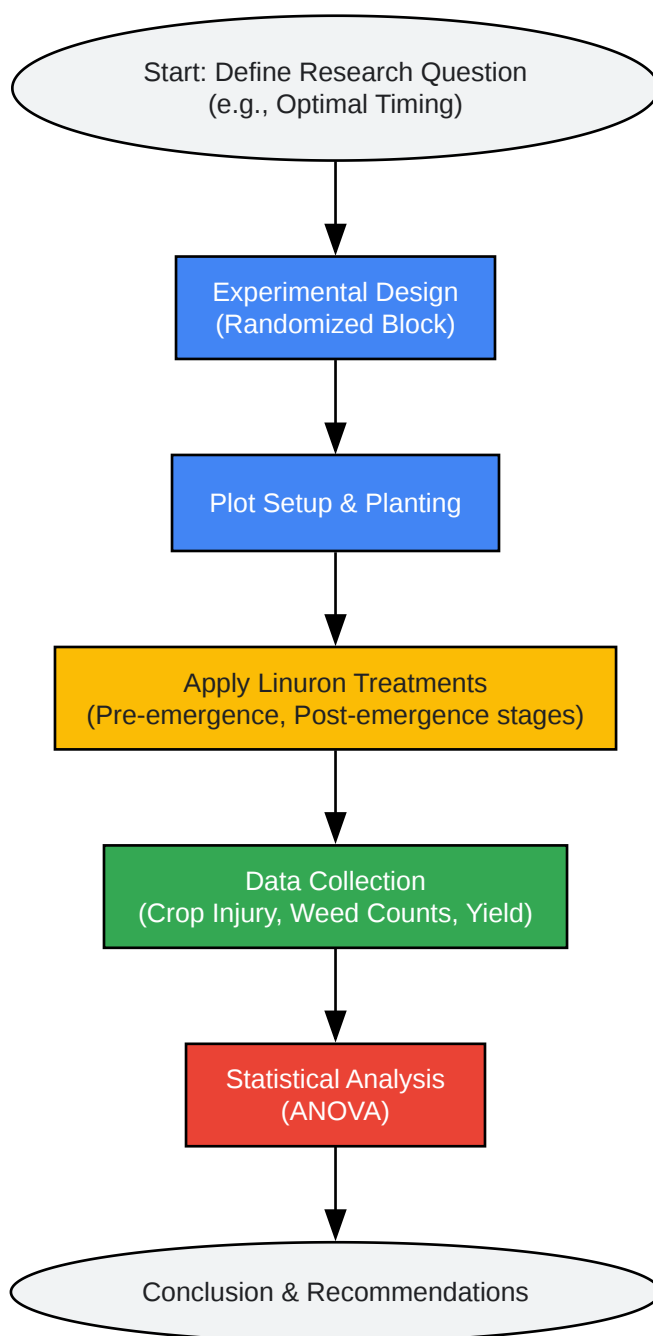 Start: Define Research Question
(e.g., Optimal Timing)
Experimental Design
(Randomized Block)
Plot Setup & Planting
Apply Linuron Treatments
(Pre-emergence, Post-emergence stages)
Data Collection
(Crop Injury, Weed Counts, Yield)
Statistical Analysis
(ANOVA)
Conclusion & Recommendations